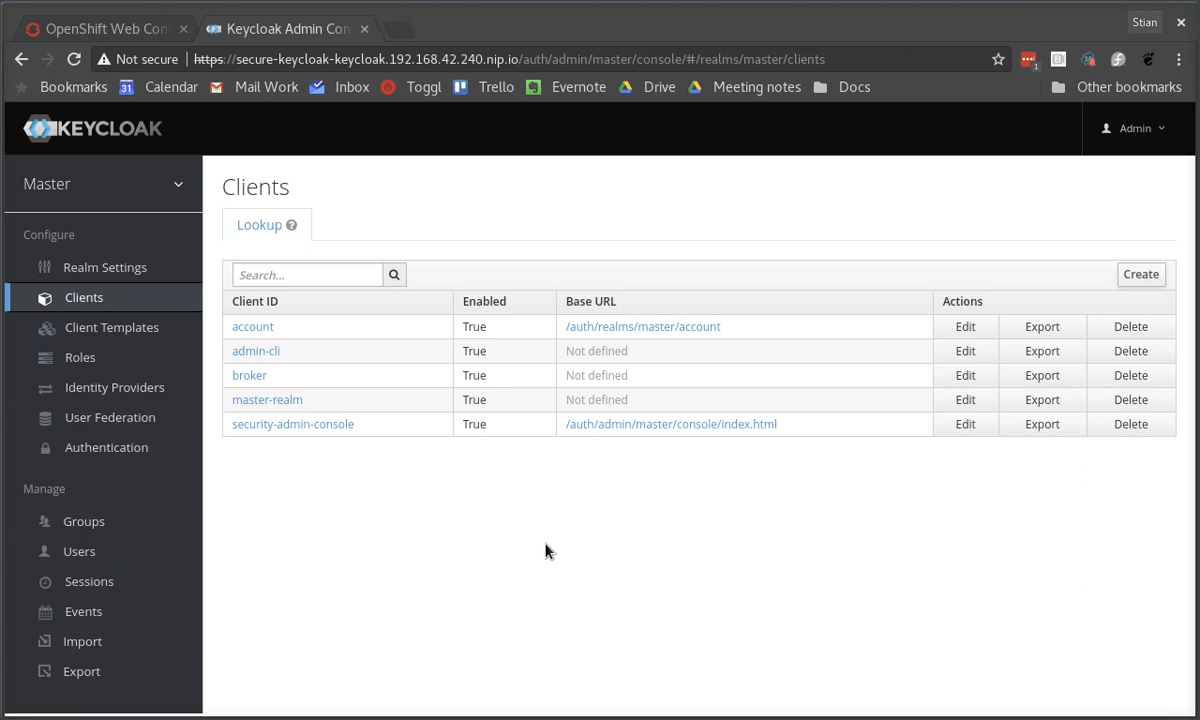 OpenShift Web Con
Keycloak Admin Con
Stian
Not secure
https://secure-keycloak-keycloak.192.168.42.240.nip.io/auth/admin/master/console/#/realms/master/clients
Bookmarks
31
Calendar
Mail Work
Inbox
Toggl
Trello
Evernote
Drive
Meeting notes
Docs
Other bookmarks
KEYCLOAK
Admin
Master
Configure
Realm Settings
Clients
Client Templates
Roles
Identity Providers
User Federation
Authentication
Manage
Groups
Users
Sessions
Events
Import
Export
Clients
Lookup
Search...
Create
Client ID Enabled Base URL Actions
account True /auth/realms/master/account Edit Export Delete
admin-cli True Not defined Edit Export Delete
broker True Not defined Edit Export Delete
master-realm True Not defined Edit Export Delete
security-admin-console True /auth/admin/master/console/index.html Edit Export Delete